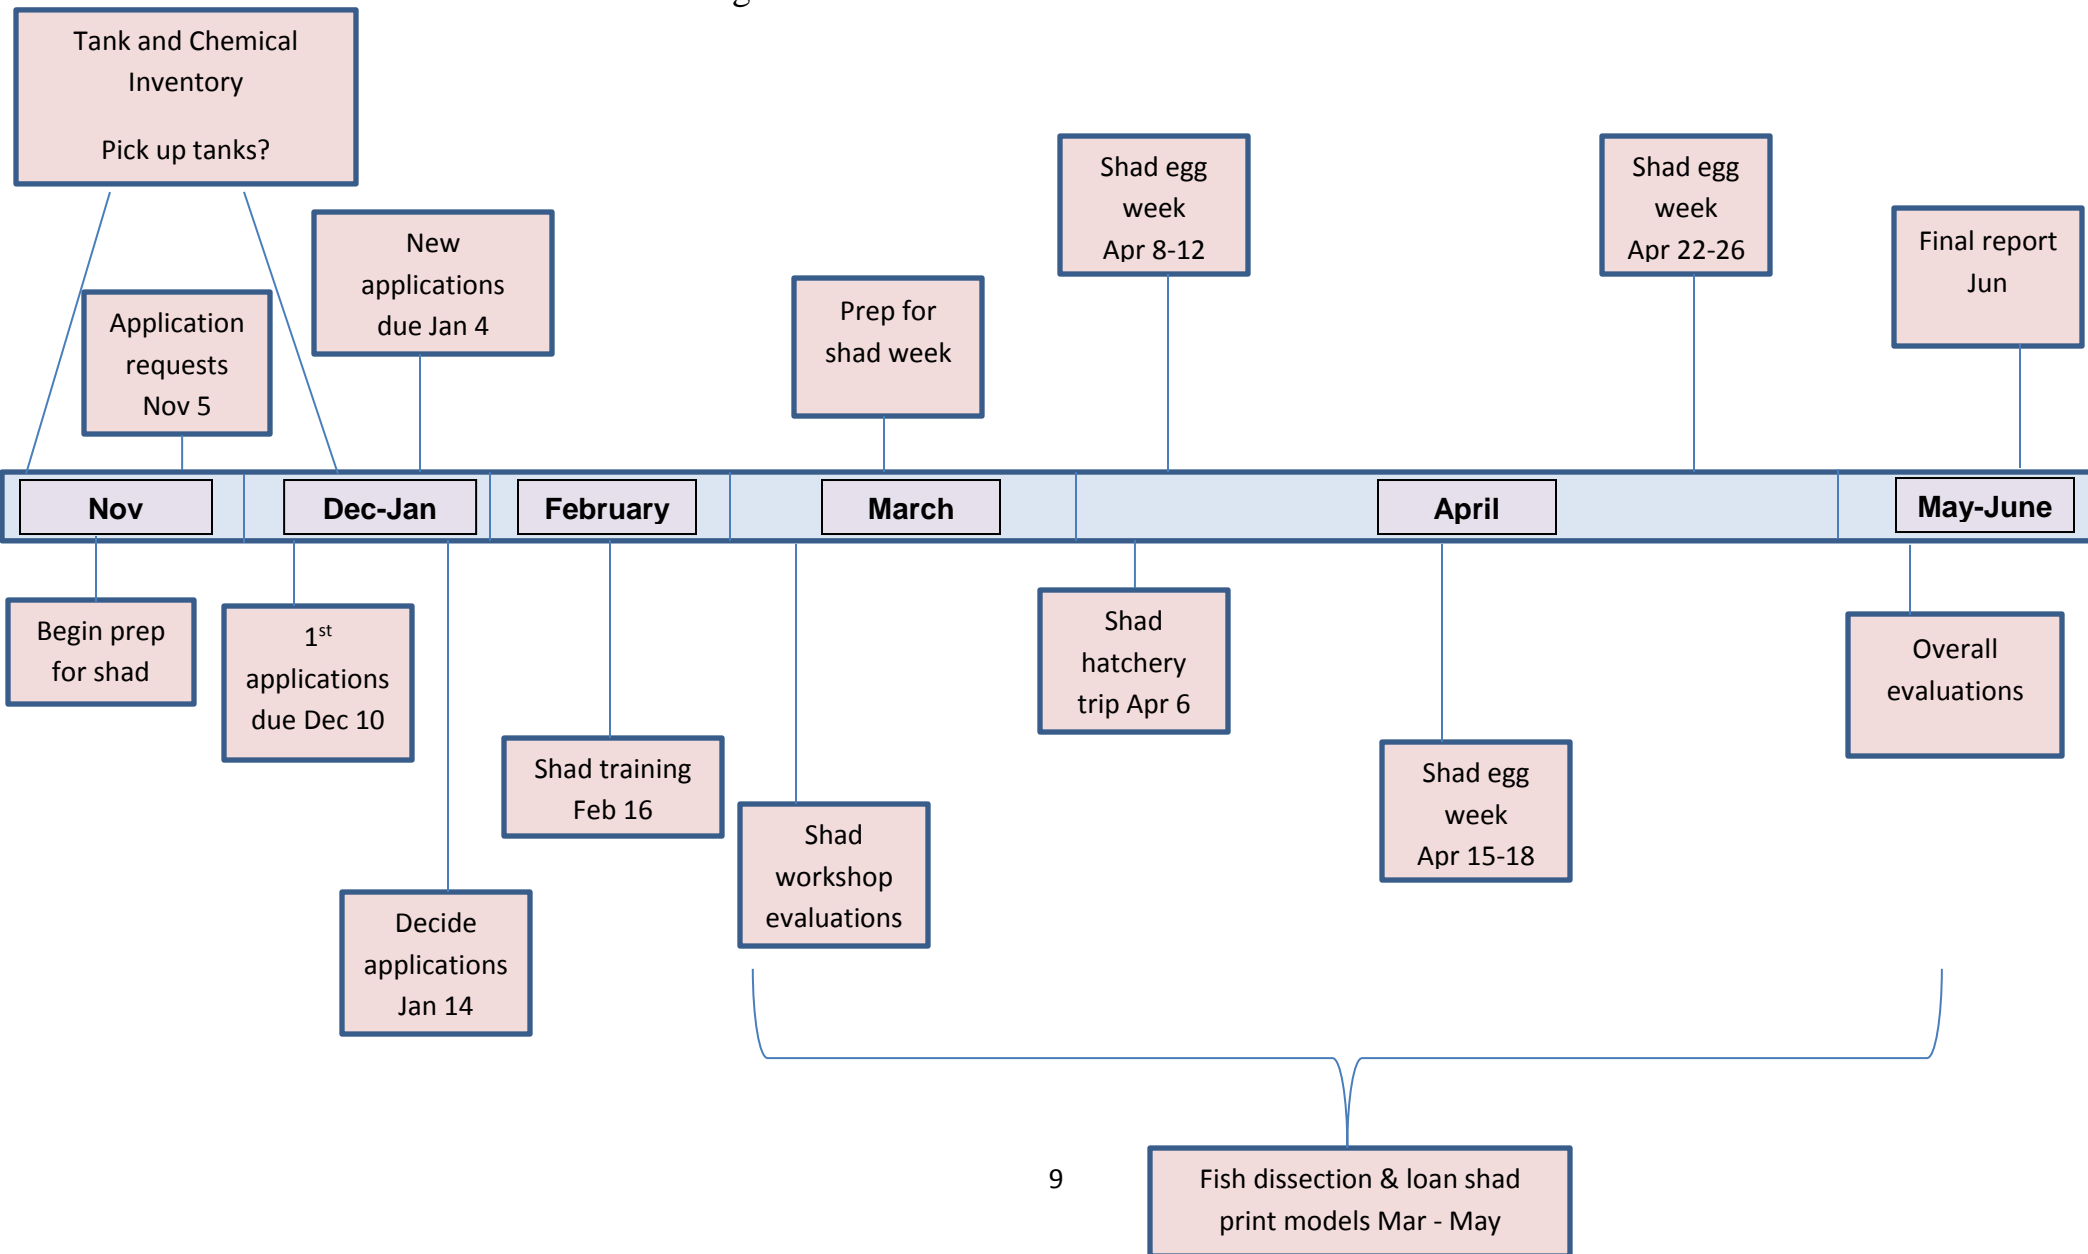 Tank and Chemical
Inventory
Pick up tanks?
Application
requests
Nov 5
New
applications
due Jan 4
Prep for
shad week
Shad egg
week
Apr 8-12
Shad egg
week
Apr 22-26
Final report
Jun
Nov
Dec-Jan
February
March
April
May-June
Begin prep
for shad
1st
applications
due Dec 10
Decide
applications
Jan 14
Shad training
Feb 16
Shad
workshop
evaluations
Shad
hatchery
trip Apr 6
Shad egg
week
Apr 15-18
Overall
evaluations
Fish dissection & loan shad
print models Mar - May
9